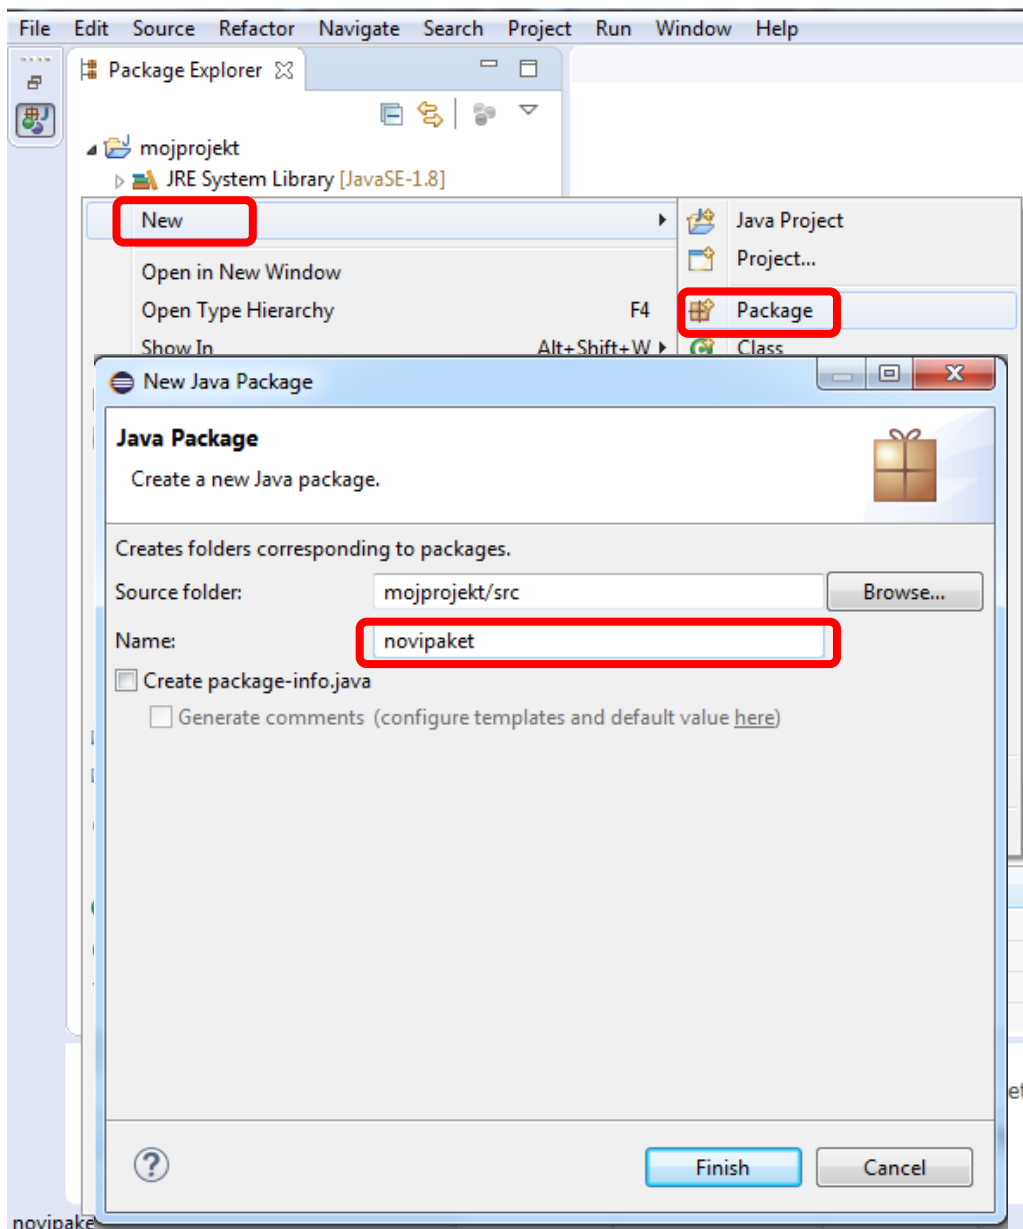 File Edit Source Refactor Navigate Search Project Run Window Help
Package Explorer
mojprojekt
JRE System Library [JavaSE-1.8]
New
Java Project
Project...
Open in New Window
Open Type Hierarchy F4
Package
Show In Alt+Shift+W
Class
New Java Package
Java Package
Create a new Java package.
Creates folders corresponding to packages.
Source folder: mojprojekt/src Browse...
Name: novipaket
Create package-info.java
Generate comments (configure templates and default value here)
et
Finish Cancel
novipake